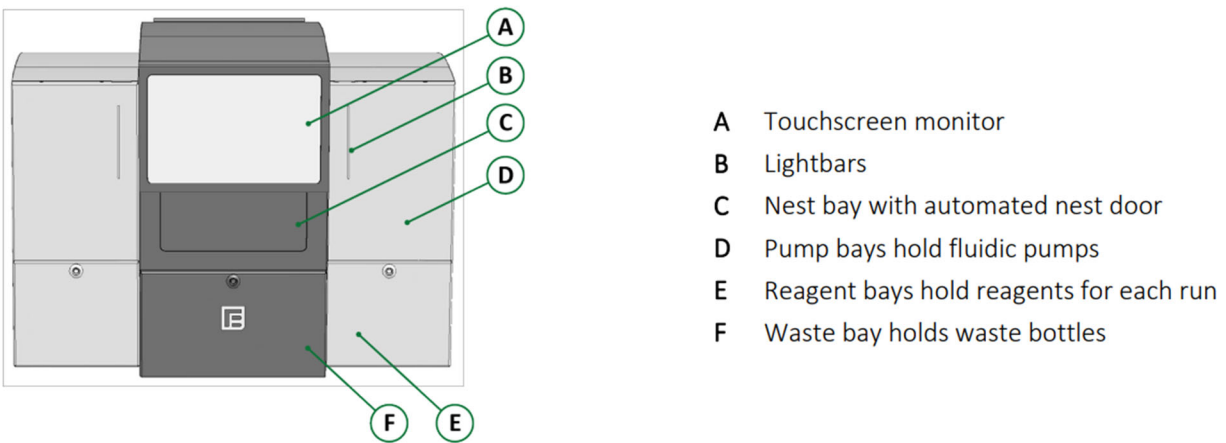 A
B
C
D
E
F
A Touchscreen monitor
B Lightbars
C Nest bay with automated nest door
D Pump bays hold fluidic pumps
E Reagent bays hold reagents for each run
F Waste bay holds waste bottles